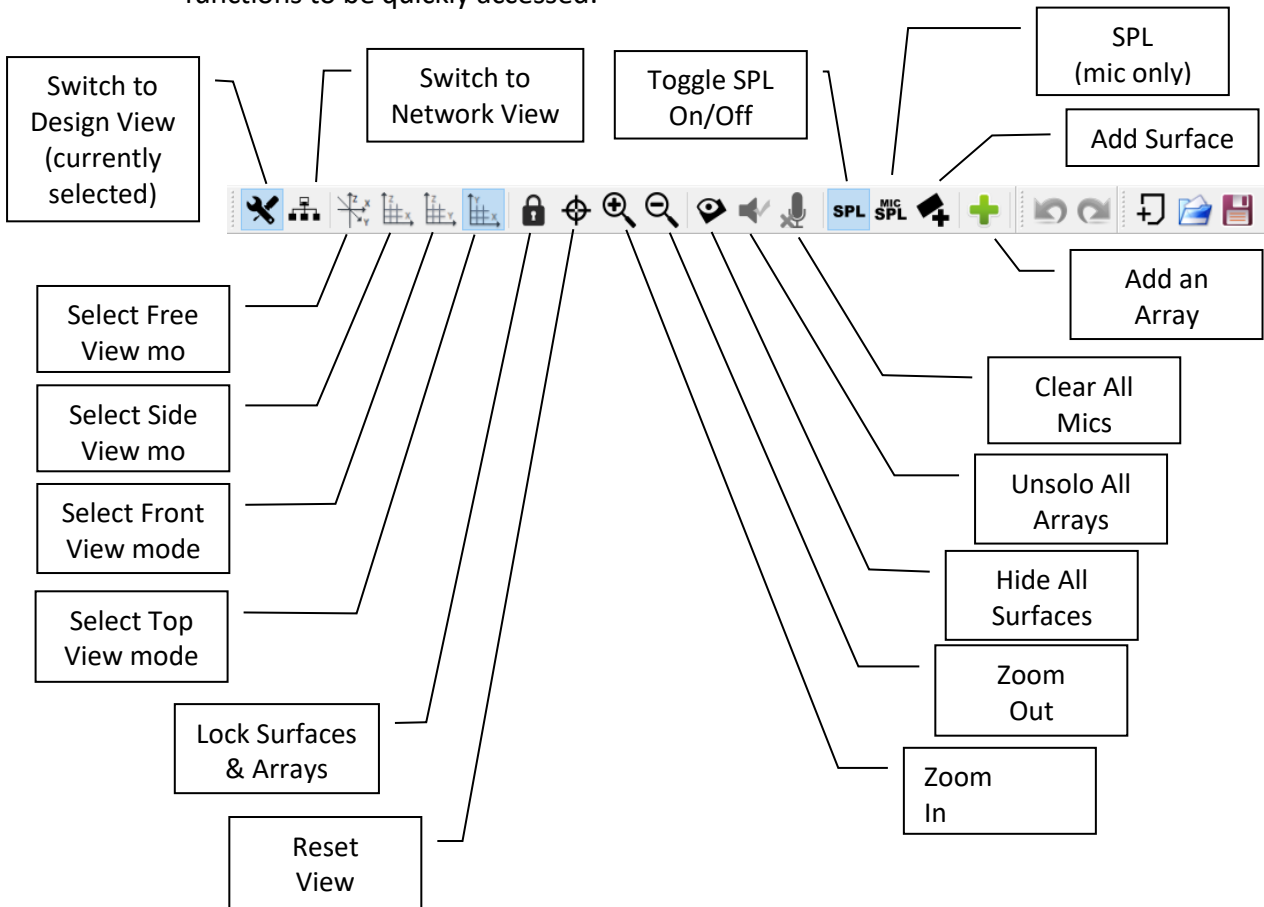 functions to be quickly accessed.
SPL
(mic only)
Switch to
Design View
(currently
selected)
Switch to
Network View
Toggle SPL
On/Off
Add Surface
Z
X
Y
Z
X
Z
Y
Y
X
SPL
MIC
SPL
Add an
Array
Select Free
View mo
Clear All
Mics
Select Side
View mo
Unsolo All
Arrays
Select Front
View mode
Hide All
Surfaces
Select Top
View mode
Zoom
Out
Lock Surfaces
& Arrays
Zoom
In
Reset
View